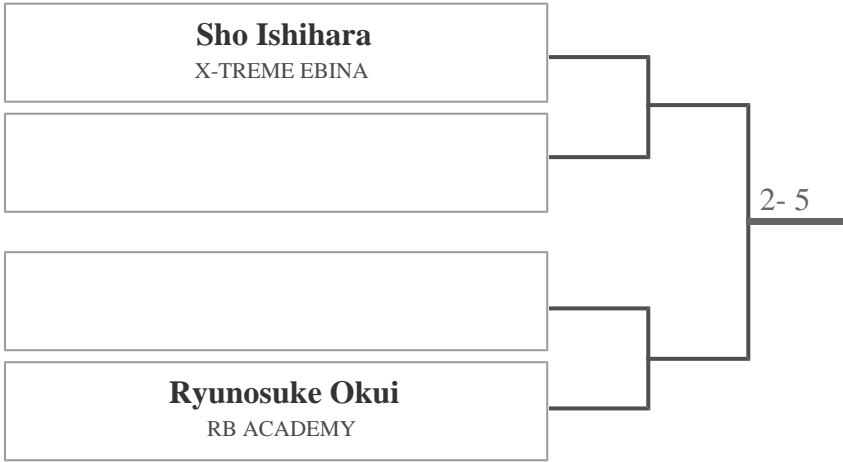 Sho Ishihara
X-TREME EBINA
2- 5
Ryunosuke Okui
RB ACADEMY